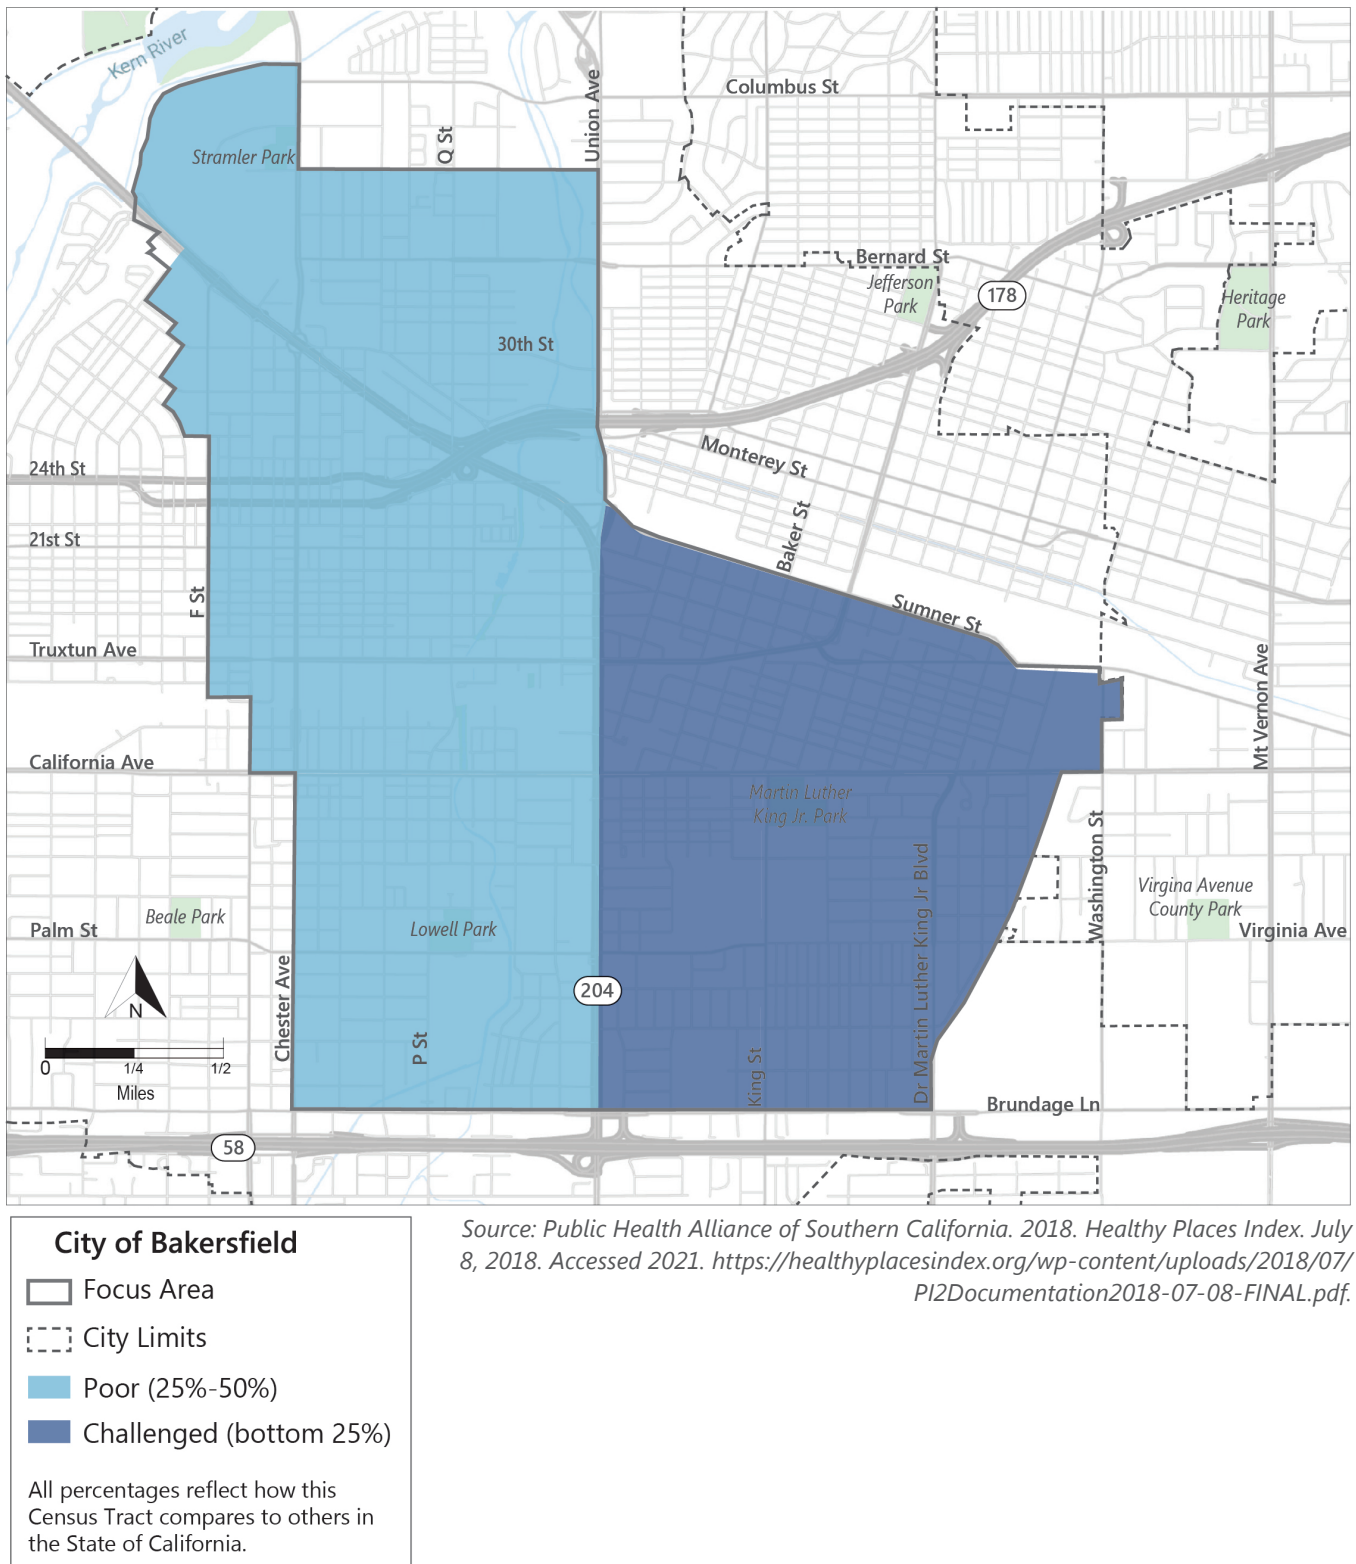 Kern River
Columbus St
Union Ave
Q St
Stramler Park
Bernard St
Jefferson
Park
178
Heritage
Park
30th St
Monterey St
24th St
Baker St
21st St
F St
Sumner St
Truxtun Ave
Mt Vernon Ave
California Ave
Martin Luther
King Jr. Park
Washington St
Dr Martin Luther King Jr Blvd
Virgina Avenue
County Park
Beale Park
Lowell Park
Palm St
Virginia Ave
Chester Ave
204
N
P St
King St
0 1/4 1/2
Miles
Brundage Ln
58
City of Bakersfield
Focus Area
City Limits
Poor (25%-50%)
Challenged (bottom 25%)
All percentages reflect how this
Census Tract compares to others in
the State of California.
Source: Public Health Alliance of Southern California. 2018. Healthy Places Index. July
8, 2018. Accessed 2021. https://healthyplacesindex.org/wp-content/uploads/2018/07/
PI2Documentation2018-07-08-FINAL.pdf.